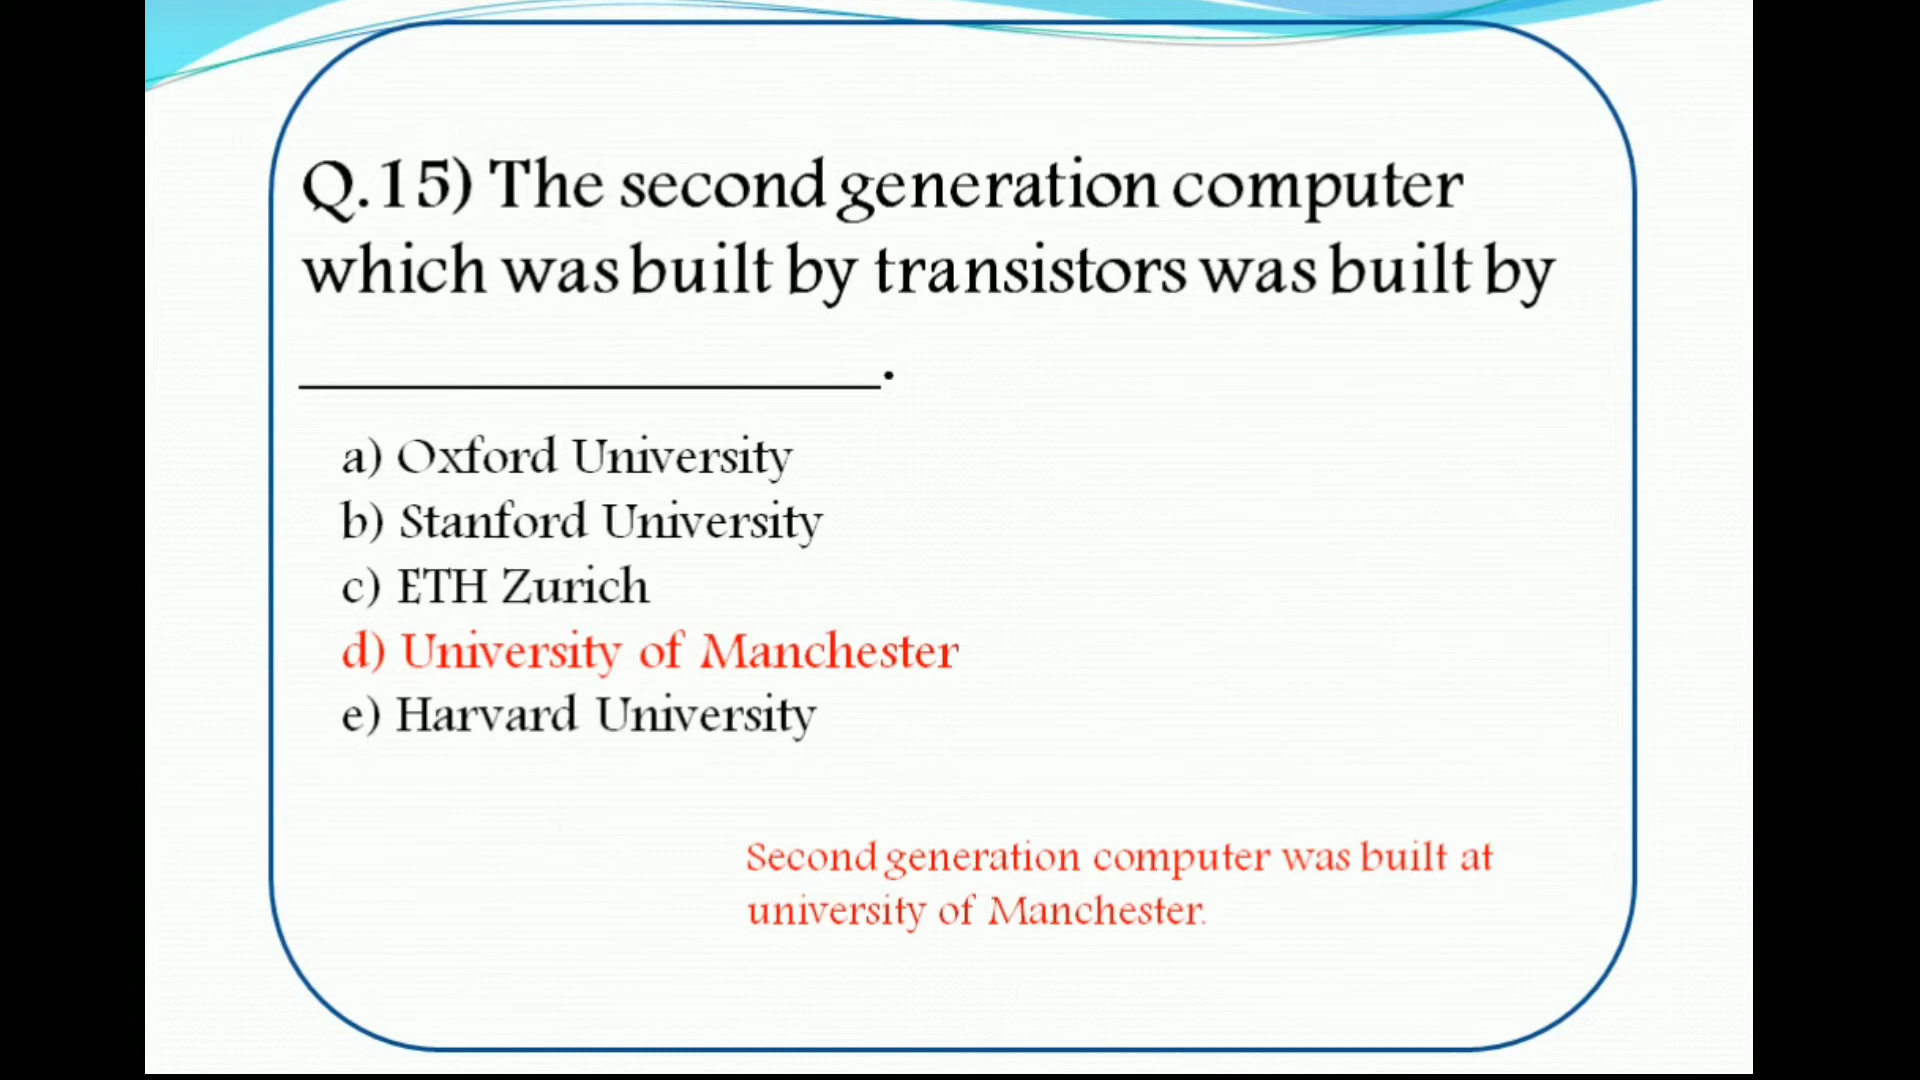 Q.15) The second generation computer
which was built by transistors was built by
____________________.
a) Oxford University
b) Stanford University
c) ETH Zurich
d) University of Manchester
e) Harvard University
Second generation computer was built at
university of Manchester.